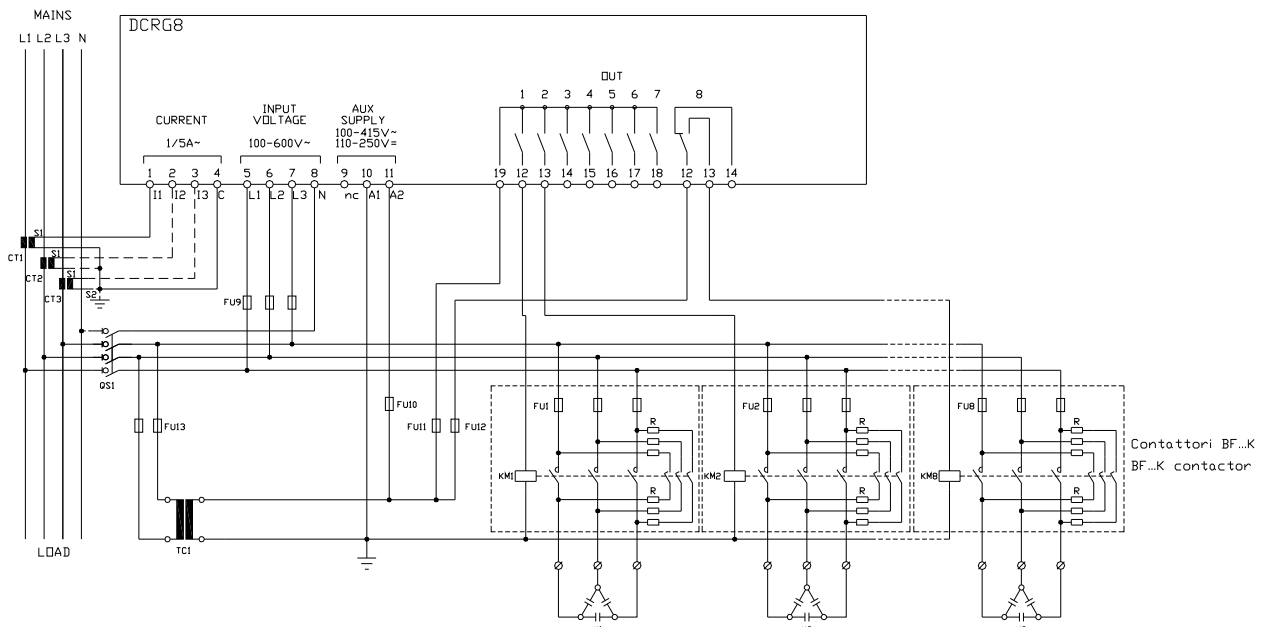 MAINS
L1 L2 L3 N
DCRG8
OUT
1 2 3 4 5 6 7 8
CURRENT
1/5A~
INPUT
VOLTAGE
100-600V~
AUX
SUPPLY
100-415V~
110-250V=
1 2 3 4 5 6 7 8 9 10 11 19 12 13 14 15 16 17 18 12 13 14
I1 I2 I3 C L1 L2 L3 N nc A1 A2
S1
CT1
S1
CT2
S1
CT3
S2
FU9
QS1
FU10
FU13
FU11
FU12
FU1
FU2
FU8
R
R
R
KM1
KM2
KM8
R
R
R
Contattori BF...K
BF...K contactor
TC1
LOAD